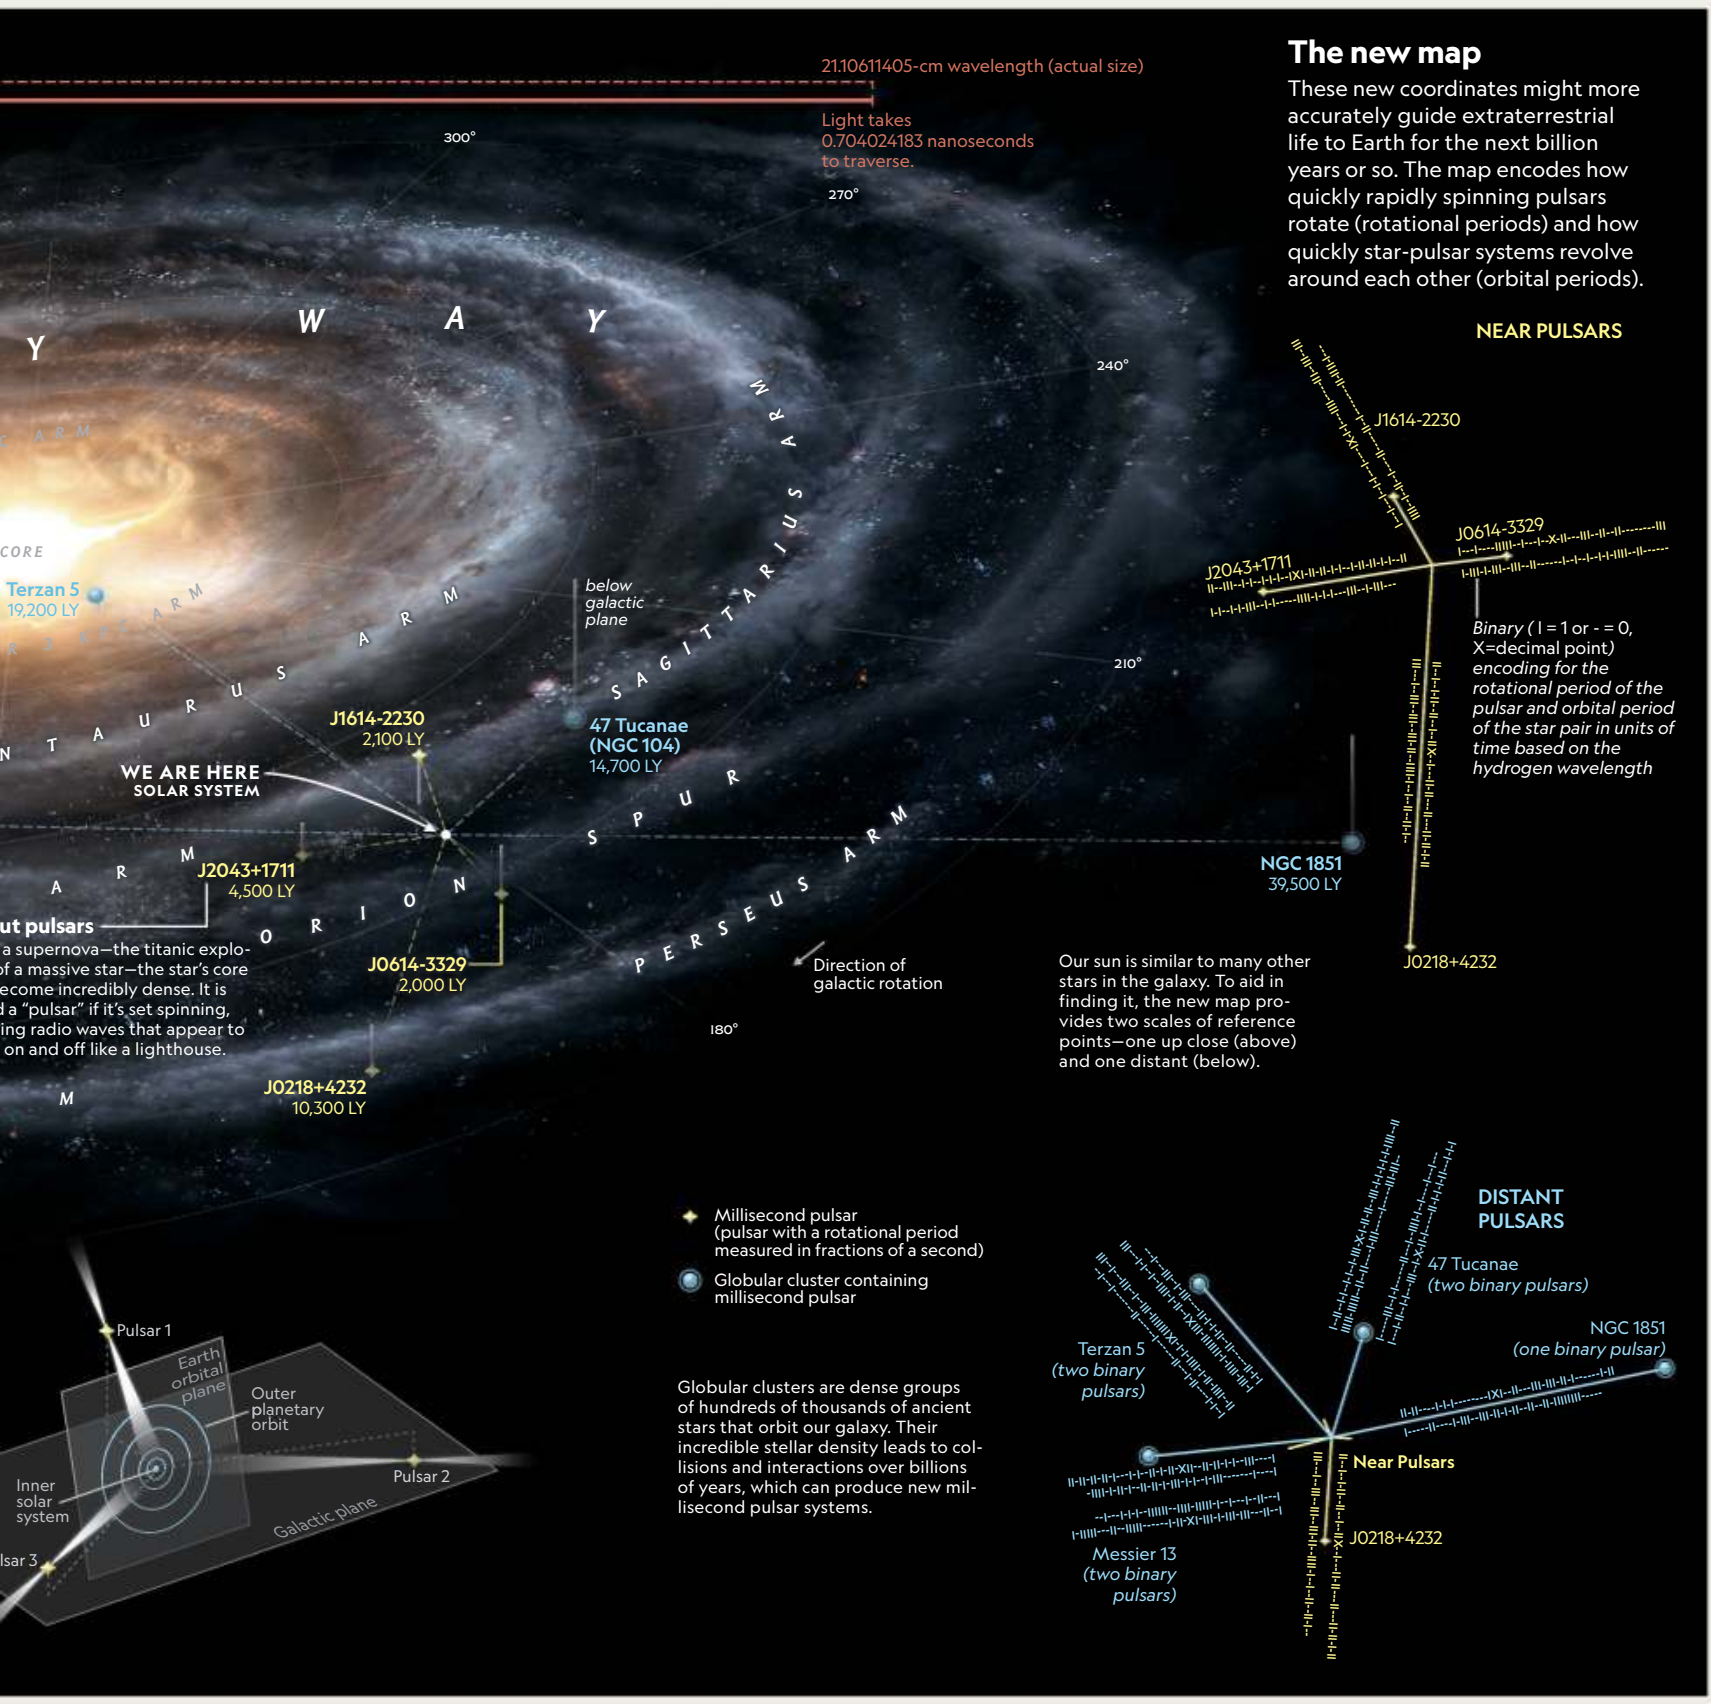 21.10611405-cm wavelength (actual size)
Light takes
0.704024183 nanoseconds
to traverse.
The new map
These new coordinates might more
accurately guide extraterrestrial
life to Earth for the next billion
years or so. The map encodes how
quickly rapidly spinning pulsars
rotate (rotational periods) and how
quickly star-pulsar systems revolve
around each other (orbital periods).
300°
270°
240°
210°
180°
Y WAY
C ARM
CORE
Terzan 5
19,200 LY
R 3 KPC ARM
NTAURUS ARM
SAGITTARIUS ARM
below
galactic
plane
47 Tucanae
(NGC 104)
14,700 LY
J1614-2230
2,100 LY
WE ARE HERE
SOLAR SYSTEM
ARM
J2043+1711
4,500 LY
ORION SPUR
PERSEUS ARM
J0614-3329
2,000 LY
J0218+4232
10,300 LY
M
NGC 1851
39,500 LY
Direction of
galactic rotation
ut pulsars
a supernova—the titanic explo-
of a massive star—the star's core
ecome incredibly dense. It is
d a "pulsar" if it's set spinning,
ing radio waves that appear to
on and off like a lighthouse.
NEAR PULSARS
J1614-2230
J0614-3329
J2043+1711
Binary ( I = 1 or - = 0,
X=decimal point)
encoding for the
rotational period of the
pulsar and orbital period
of the star pair in units of
time based on the
hydrogen wavelength
J0218+4232
Our sun is similar to many other
stars in the galaxy. To aid in
finding it, the new map pro-
vides two scales of reference
points—one up close (above)
and one distant (below).
Millisecond pulsar
(pulsar with a rotational period
measured in fractions of a second)
Globular cluster containing
millisecond pulsar
Globular clusters are dense groups
of hundreds of thousands of ancient
stars that orbit our galaxy. Their
incredible stellar density leads to col-
lisions and interactions over billions
of years, which can produce new mil-
lisecond pulsar systems.
Pulsar 1
Earth
orbital
plane
Outer
planetary
orbit
Pulsar 2
Inner
solar
system
Galactic plane
lsar 3
DISTANT
PULSARS
47 Tucanae
(two binary pulsars)
NGC 1851
(one binary pulsar)
Terzan 5
(two binary
pulsars)
Near Pulsars
J0218+4232
Messier 13
(two binary
pulsars)